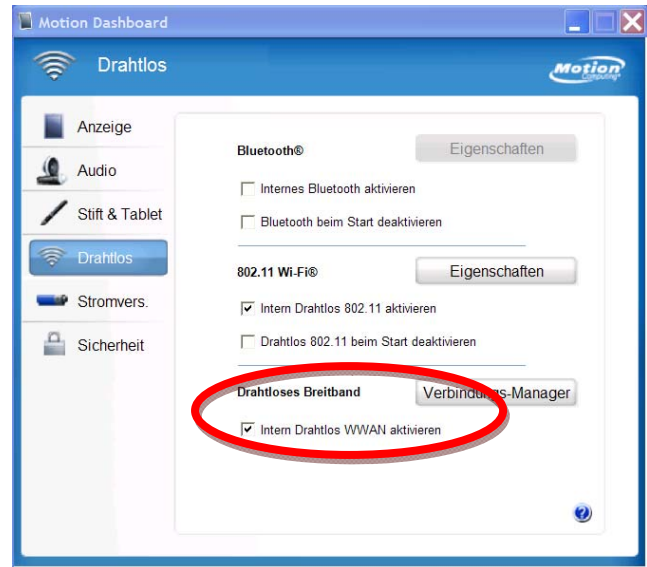 Motion Dashboard
Drahtlos
Motion
Computing
Anzeige
Audio
Stift & Tablet
Drahtlos
Stromvers.
Sicherheit
Bluetooth®
Eigenschaften
Internes Bluetooth aktivieren
Bluetooth beim Start deaktivieren
802.11 Wi-Fi®
Eigenschaften
Intern Drahtlos 802.11 aktivieren
Drahtlos 802.11 beim Start deaktivieren
Drahtloses Breitband
Verbindungs-Manager
Intern Drahtlos WWAN aktivieren
?